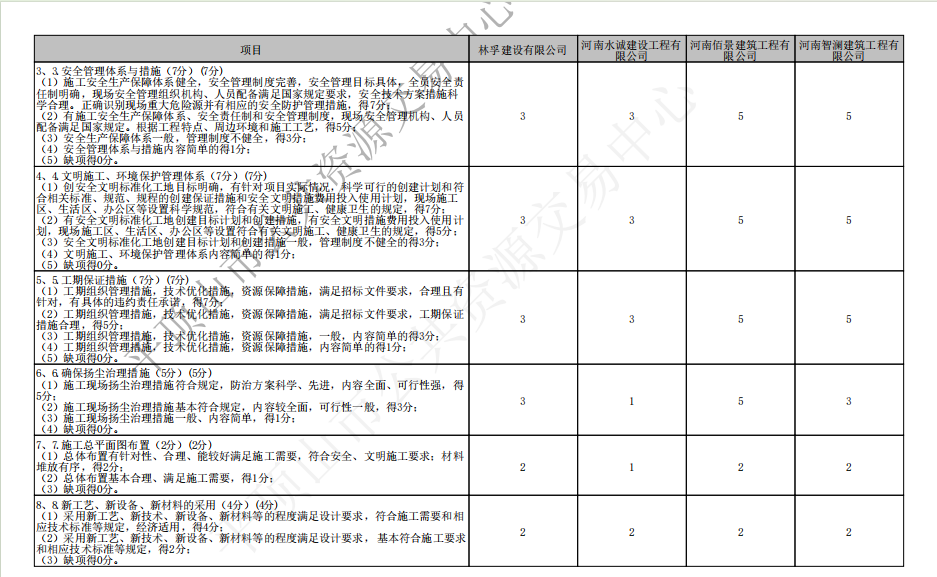 项目
林孚建设有限公司
河南水诚建设工程有
限公司
河南佰景建筑工程有
限公司
河南智澜建筑工程有
限公司
3、3.安全管理体系与措施（7分）(7分)
（1）施工安全生产保障体系健全，安全管理制度完善，安全管理目标具体，全员安全责
任制明确，现场安全管理组织机构、人员配备满足国家规定要求，安全技术方案措施科
学合理。正确识别现场重大危险源并有相应的安全防护管理措施，得7分；
（2）有施工安全生产保障体系、安全责任制和安全管理制度，现场安全管理机构、人员
配备满足国家规定。根据工程特点、周边环境和施工工艺，得5分；
（3）安全生产保障体系一般，管理制度不健全，得3分；
（4）安全管理体系与措施内容简单的得1分；
（5）缺项得0分。
3
3
5
5
4、4.文明施工、环境保护管理体系（7分）(7分)
（1）创安全文明标准化工地目标明确，有针对项目实际情况，科学可行的创建计划和符
合相关标准、规范、规程的创建保证措施和安全文明措施费用投入使用计划，现场施工
区、生活区、办公区等设置科学规范，符合有关文明施工、健康卫生的规定，得7分；
（2）有安全文明标准化工地创建目标计划和创建措施，有安全文明措施费用投入使用计
划，现场施工区、生活区、办公区等设置符合有关文明施工、健康卫生的规定，得5分；
（3）安全文明标准化工地创建目标计划和创建措施一般，管理制度不健全的得3分；
（4）文明施工、环境保护管理体系内容简单的得1分；
（5）缺项得0分。
3
3
5
5
5、5.工期保证措施（7分）(7分)
（1）工期组织管理措施，技术优化措施，资源保障措施，满足招标文件要求，合理且有
针对，有具体的违约责任承诺，得7分；
（2）工期组织管理措施，技术优化措施，资源保障措施，满足招标文件要求，工期保证
措施合理，得5分；
（3）工期组织管理措施，技术优化措施，资源保障措施，一般，内容简单的得3分；
（4）工期组织管理措施，技术优化措施，资源保障措施，内容简单的得1分；
（5）缺项得0分。
3
3
5
5
6、6.确保扬尘治理措施（5分）(5分)
（1）施工现场扬尘治理措施符合规定，防治方案科学、先进，内容全面、可行性强，得
5分；
（2）施工现场扬尘治理措施基本符合规定，内容较全面，可行性一般，得3分；
（3）施工现场扬尘治理措施一般、内容简单，得1分；
（4）缺项得0分。
3
1
5
3
7、7.施工总平面图布置（2分）(2分)
（1）总体布置有针对性、合理、能较好满足施工需要，符合安全、文明施工要求；材料
堆放有序，得2分；
（2）总体布置基本合理、满足施工需要，得1分；
（3）缺项得0分。
2
1
2
2
8、8.新工艺、新设备、新材料的采用（4分）(4分)
（1）采用新工艺、新技术、新设备、新材料等的程度满足设计要求，符合施工需要和相
应技术标准等规定，经济适用，得4分；
（2）采用新工艺、新技术、新设备、新材料等的程度满足设计要求， 基本符合施工要求
和相应技术标准等规定，得2分；
（3）缺项得0分。
2
2
2
2
平顶山市公共资源交易中心
平顶山市公共资源交易中心